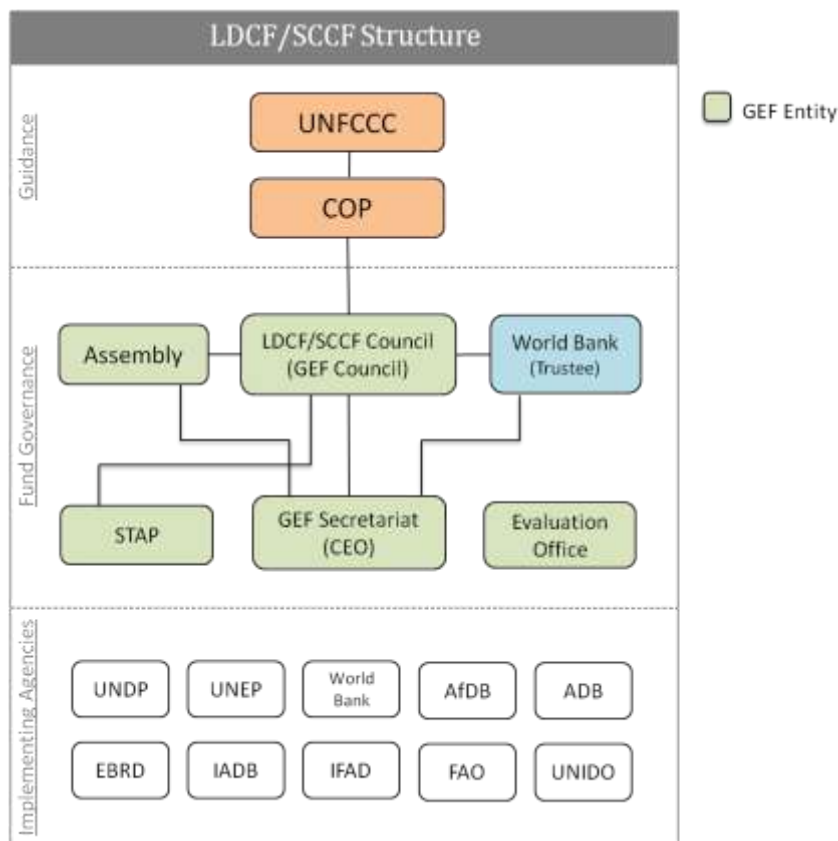 LDCF/SCCF Structure
GEF Entity
Guidance
UNFCCC
COP
Fund Governance
Assembly
LDCF/SCCF Council
(GEF Council)
World Bank
(Trustee)
STAP
GEF Secretariat
(CEO)
Evaluation
Office
Implementing Agencies
UNDP
UNEP
World
Bank
AfDB
ADB
EBRD
IADB
IFAD
FAO
UNIDO